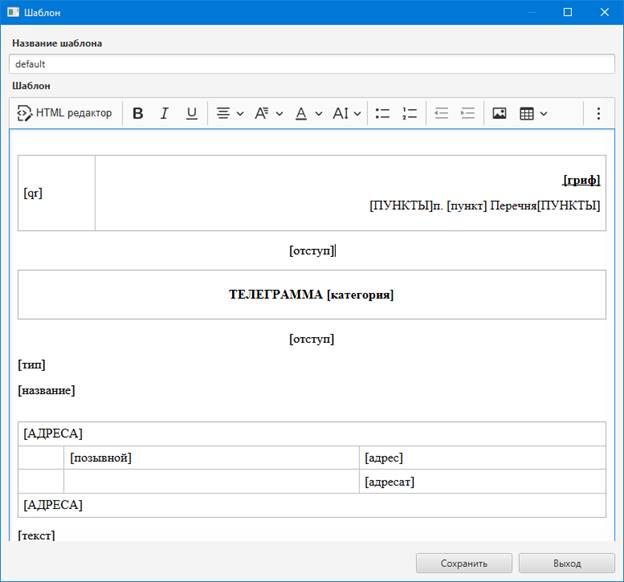 Шаблон
Название шаблона
default
Шаблон
HTML редактор B I U A A A
[qr]
[гриф]
[ПУНКТЫ]п. [пункт] Перечня[ПУНКТЫ]
[отступ]
ТЕЛЕГРАММА [категория]
[отступ]
[тип]
[название]
[АДРЕСА]
[позывной] [адрес]
[адресат]
[АДРЕСА]
[текст]
Сохранить Выход